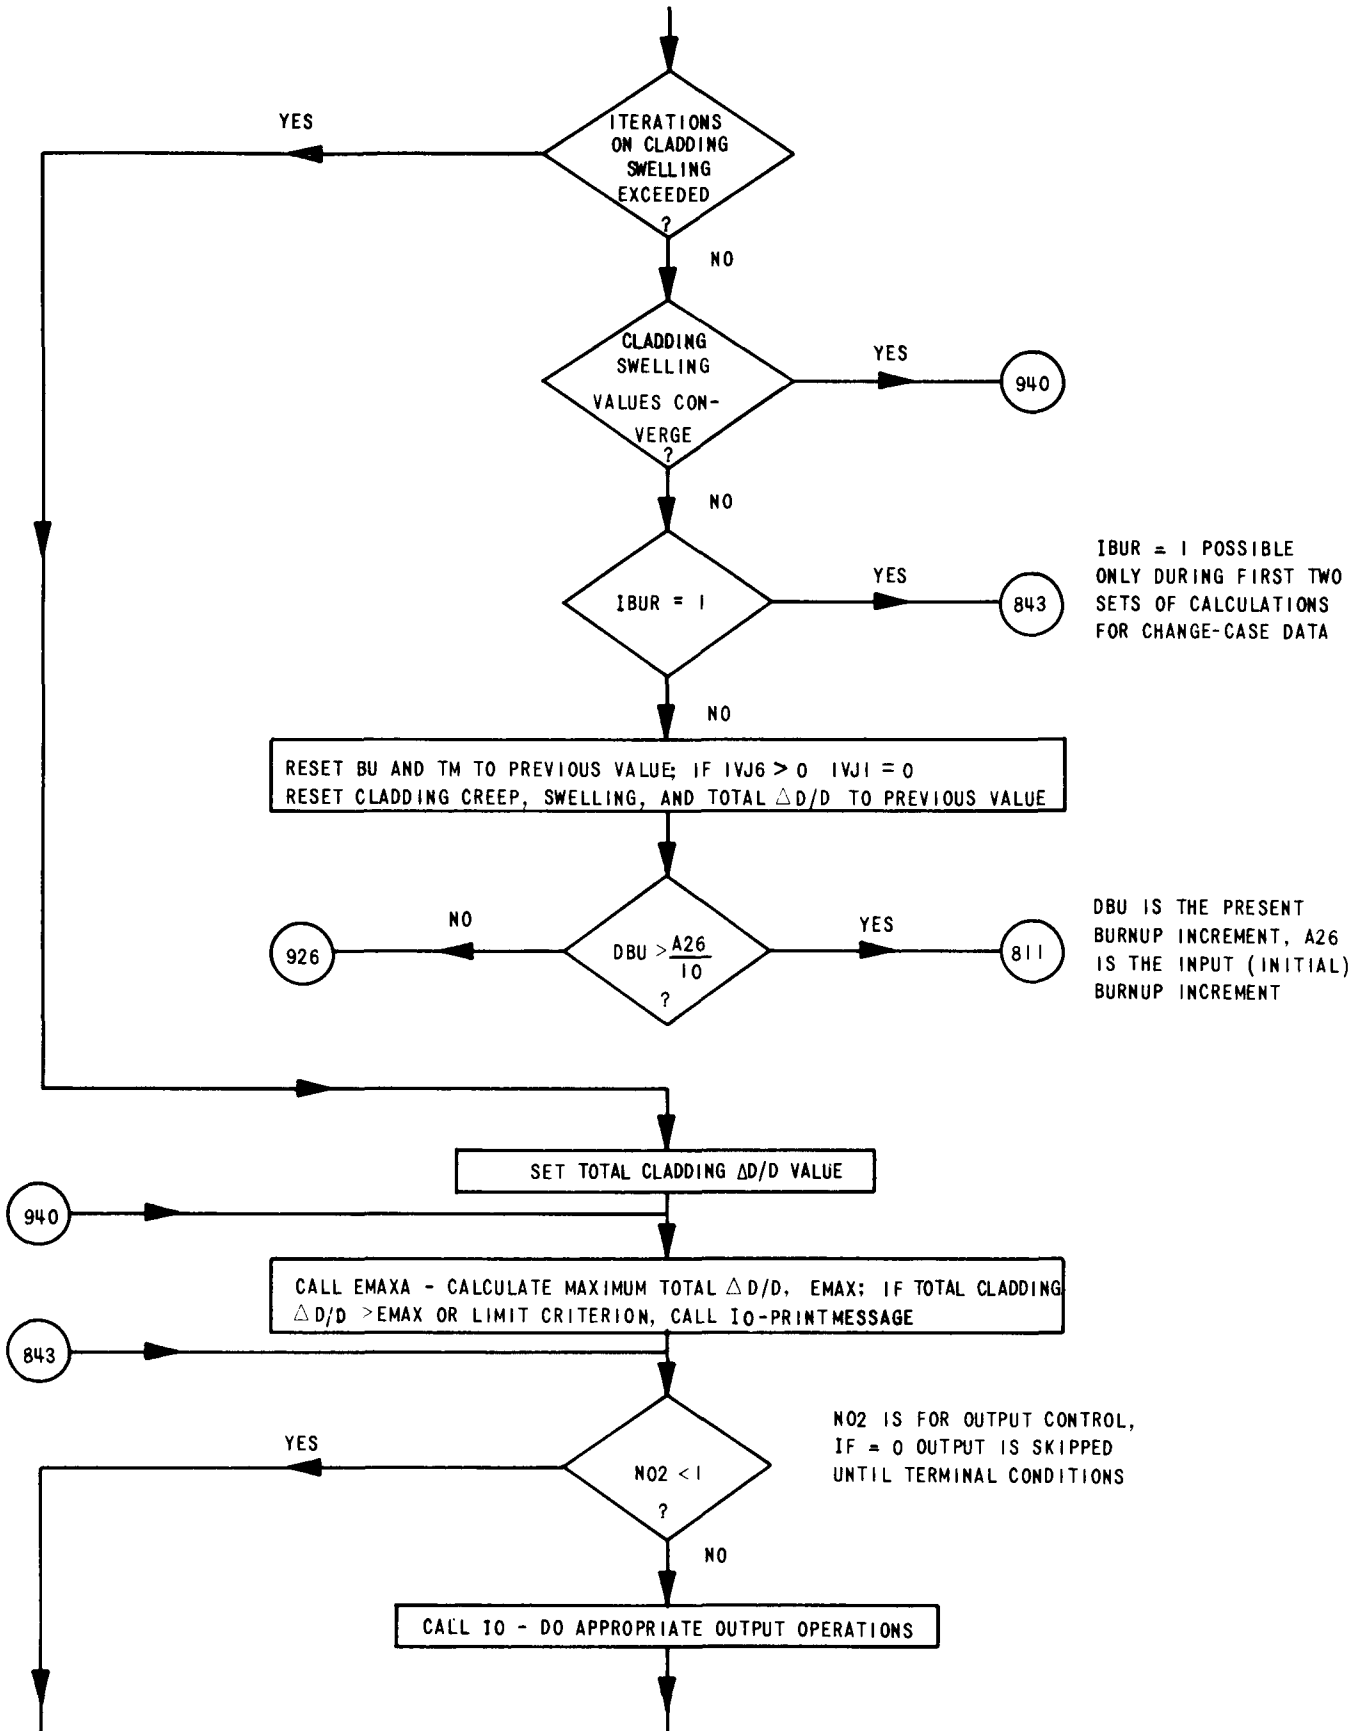 ITERATIONS
ON CLADDING
SWELLING
EXCEEDED
?
YES
NO
CLADDING
SWELLING
VALUES CON-
VERGE
?
YES
940
NO
IBUR = 1
YES
843
IBUR = 1 POSSIBLE
ONLY DURING FIRST TWO
SETS OF CALCULATIONS
FOR CHANGE-CASE DATA
NO
RESET BU AND TM TO PREVIOUS VALUE; IF IVJ6 > 0 IVJ1 = 0
RESET CLADDING CREEP, SWELLING, AND TOTAL △D/D TO PREVIOUS VALUE
NO
926
DBU > A26
10
?
YES
811
DBU IS THE PRESENT
BURNUP INCREMENT, A26
IS THE INPUT (INITIAL)
BURNUP INCREMENT
SET TOTAL CLADDING ΔD/D VALUE
940
CALL EMAXA - CALCULATE MAXIMUM TOTAL △D/D, EMAX; IF TOTAL CLADDING
△D/D >EMAX OR LIMIT CRITERION, CALL IO-PRINTMESSAGE
843
YES
NO2 < 1
?
NO2 IS FOR OUTPUT CONTROL,
IF = 0 OUTPUT IS SKIPPED
UNTIL TERMINAL CONDITIONS
NO
CALL IO - DO APPROPRIATE OUTPUT OPERATIONS